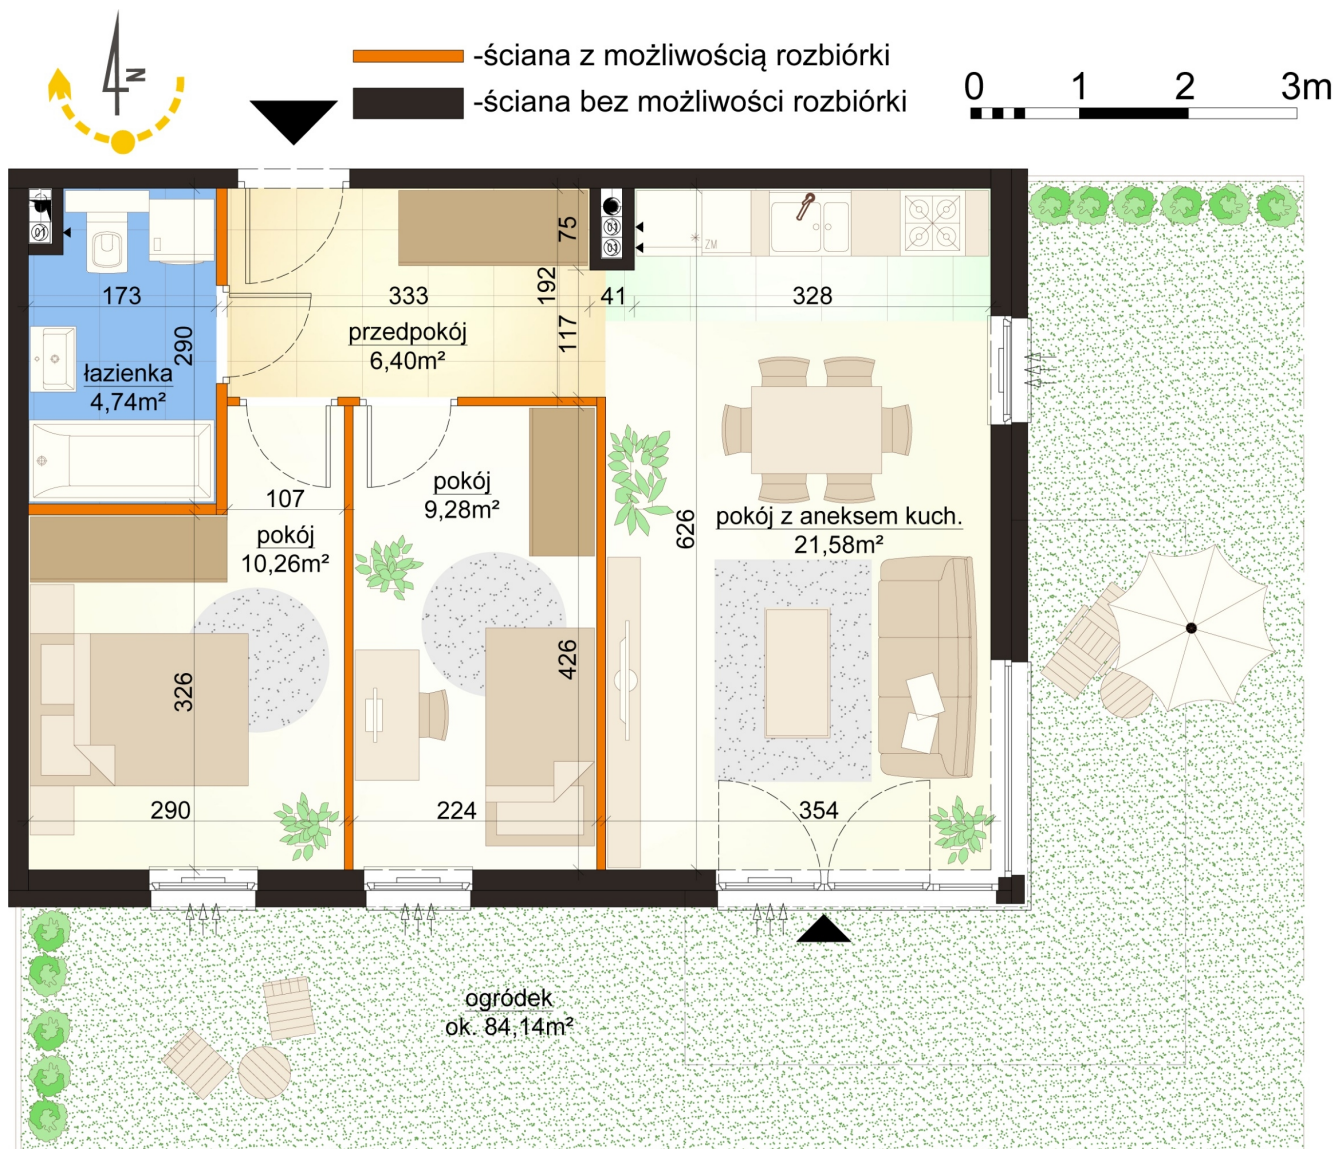 N
-ściana z możliwością rozbiórki
-ściana bez możliwości rozbiórki
0 1 2 3m
75
192
173
333
41
328
ZM
117
290
przedpokój
6,40m²
łazienka
4,74m²
107
pokój
9,28m²
pokój
10,26m²
626
pokój z aneksem kuch.
21,58m²
326
426
290
224
354
ogródek
ok. 84,14m²